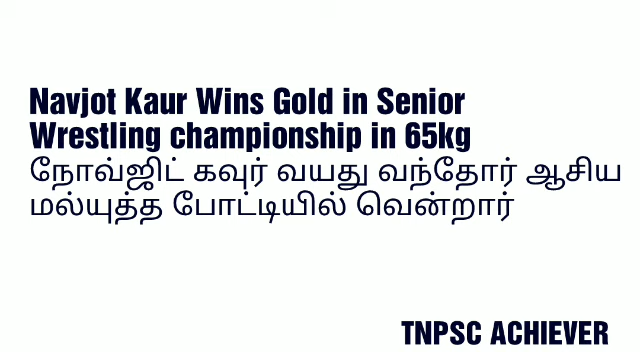 Navjot Kaur Wins Gold in Senior
Wrestling championship in 65kg
நோவ்ஜிட் கவுர் வயது வந்தோர் ஆசிய
மல்யுத்த போட்டியில் வென்றார்
TNPSC ACHIEVER